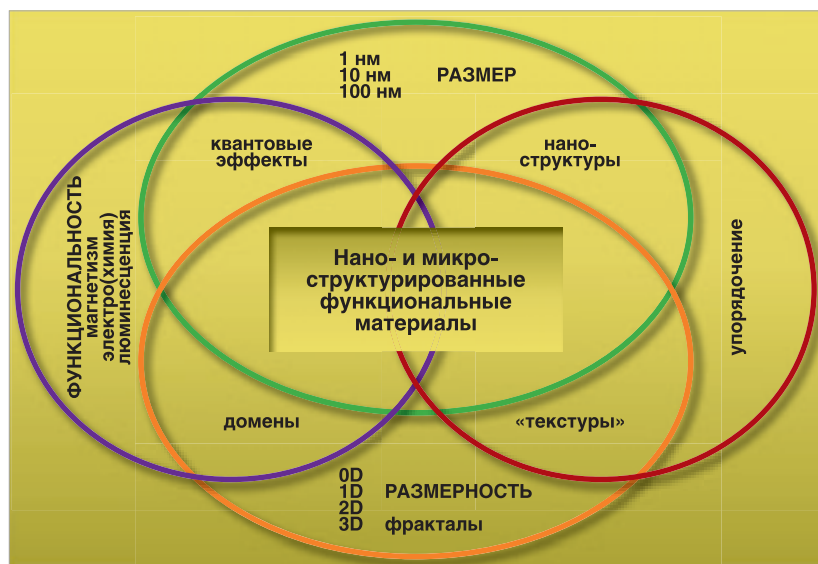 1 нм
10 нм
100 нм
РАЗМЕР
квантовые
эффекты
нано-
структуры
ФУНКЦИОНАЛЬНОСТЬ
магнетизм
электро(химия)
люминесценция
Нано- и микро-
структурированные
функциональные
материалы
упорядочение
домены
«текстуры»
0D
1D
2D
3D
РАЗМЕРНОСТЬ
фракталы